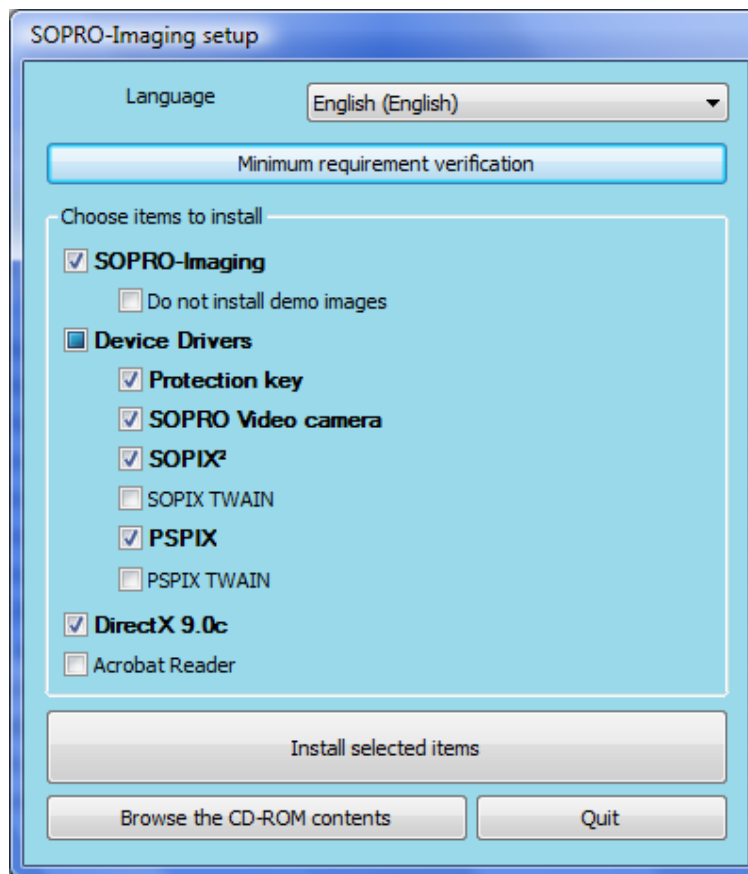 SOPRO-Imaging setup
Language
English (English)
Minimum requirement verification
Choose items to install
SOPRO-Imaging
Do not install demo images
Device Drivers
Protection key
SOPRO Video camera
SOPIX²
SOPIX TWAIN
PSPIX
PSPIX TWAIN
DirectX 9.0c
Acrobat Reader
Install selected items
Browse the CD-ROM contents
Quit